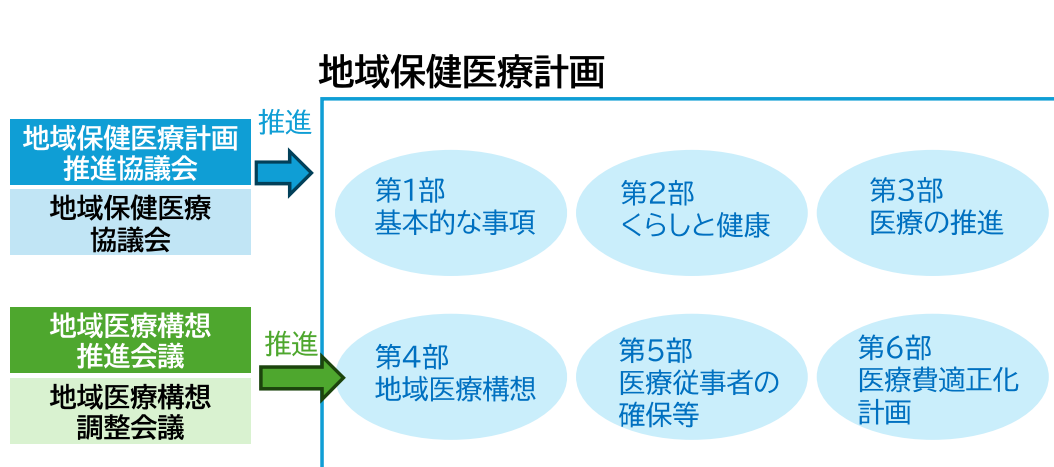 地域保健医療計画
地域保健医療計画
推進協議会
推進
地域保健医療
協議会
第1部
基本的な事項
第2部
くらしと健康
第3部
医療の推進
地域医療構想
推進会議
推進
地域医療構想
調整会議
第4部
地域医療構想
第5部
医療従事者の
確保等
第6部
医療費適正化
計画